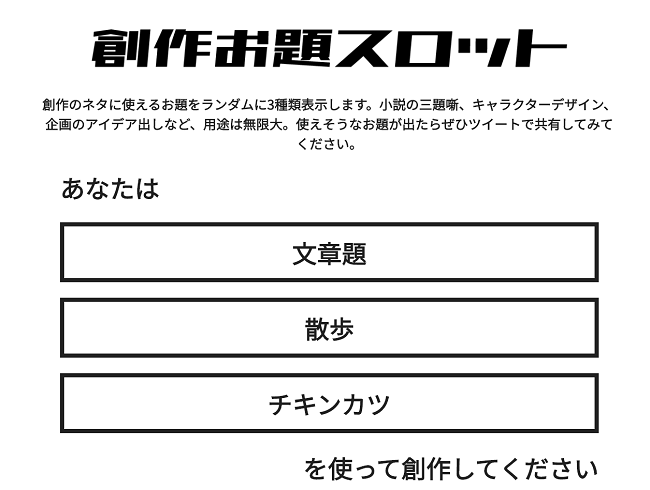 創作お題スロット
創作のネタに使えるお題をランダムに3種類表示します。小説の三題噺、キャラクターデザイン、
企画のアイデア出しなど、用途は無限大。使えそうなお題が出たらぜひツイートで共有してみて
ください。
あなたは
文章題
散歩
チキンカツ
を使って創作してください